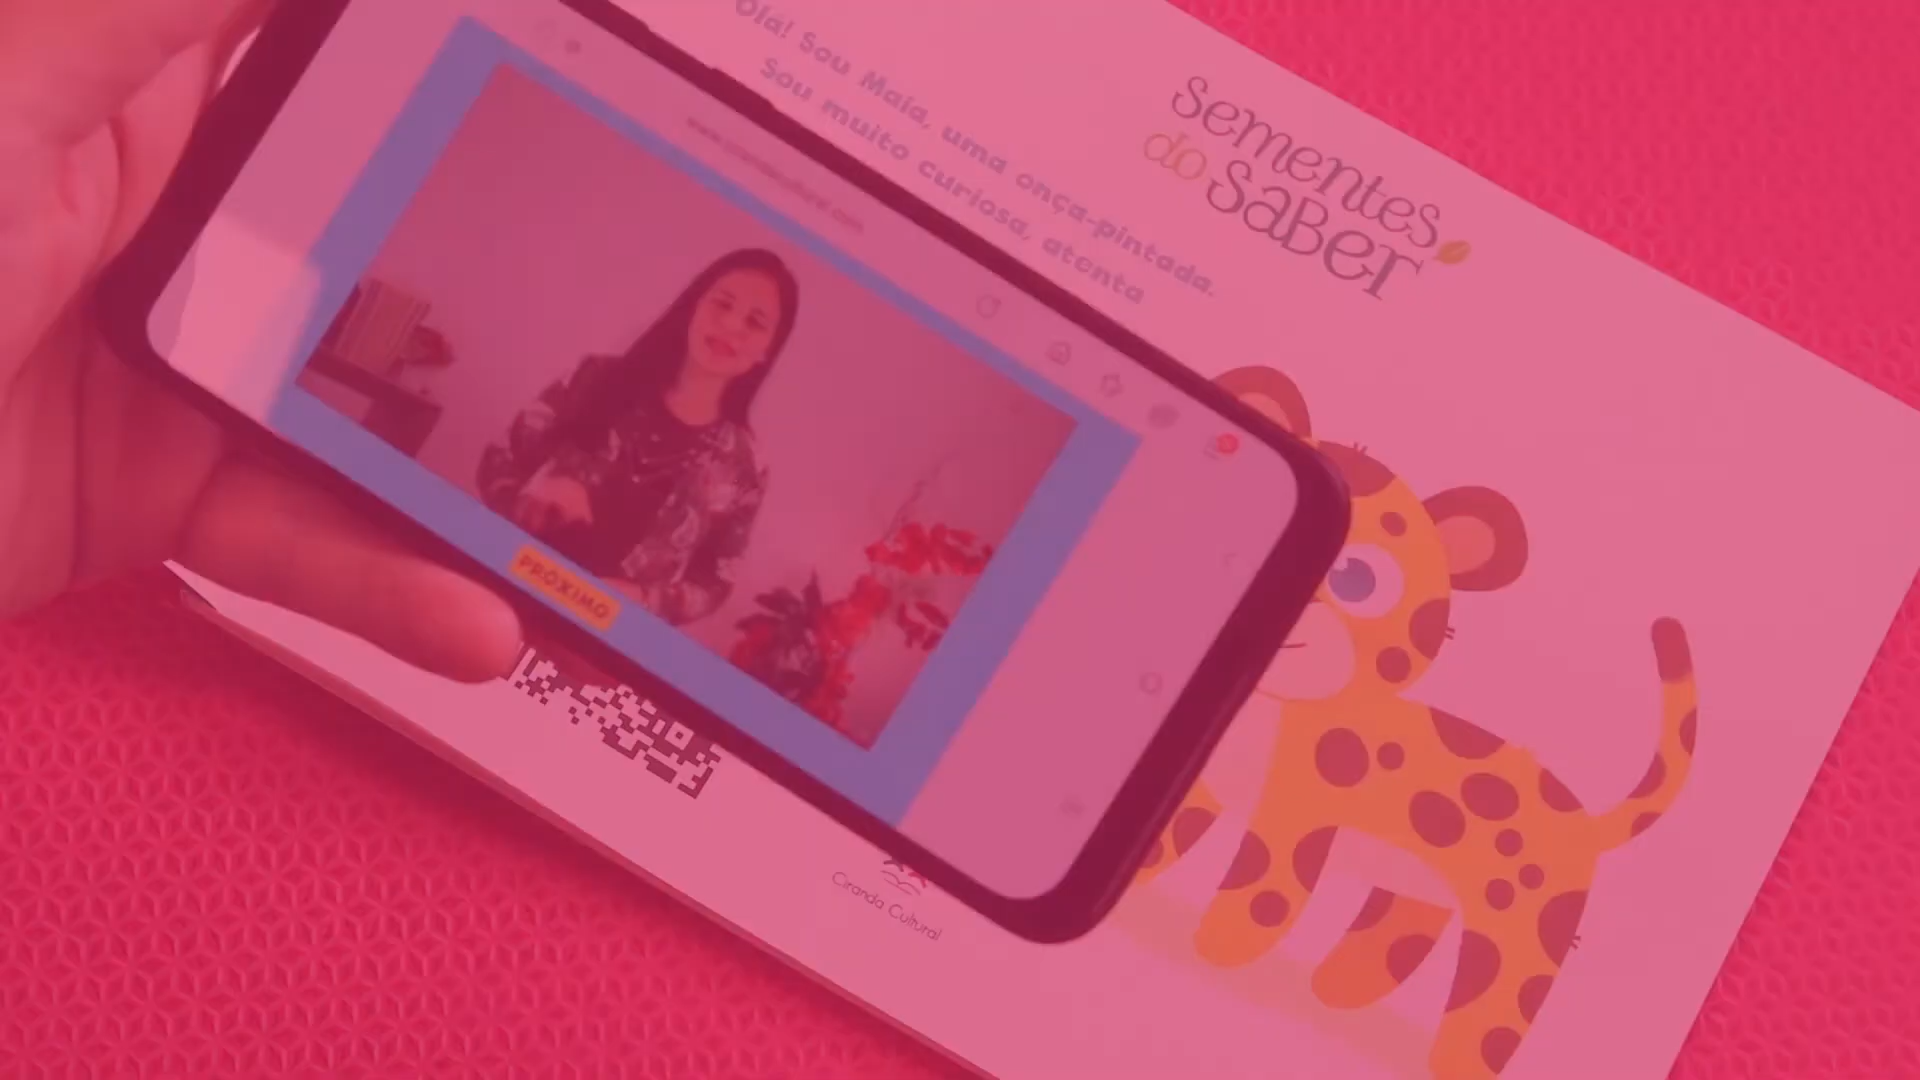 Olá! Sou Maia, uma onça-pintada.
Sou muito curiosa, atenta
sementes
do saber
PRÓXIMO
Ciranda Cultural